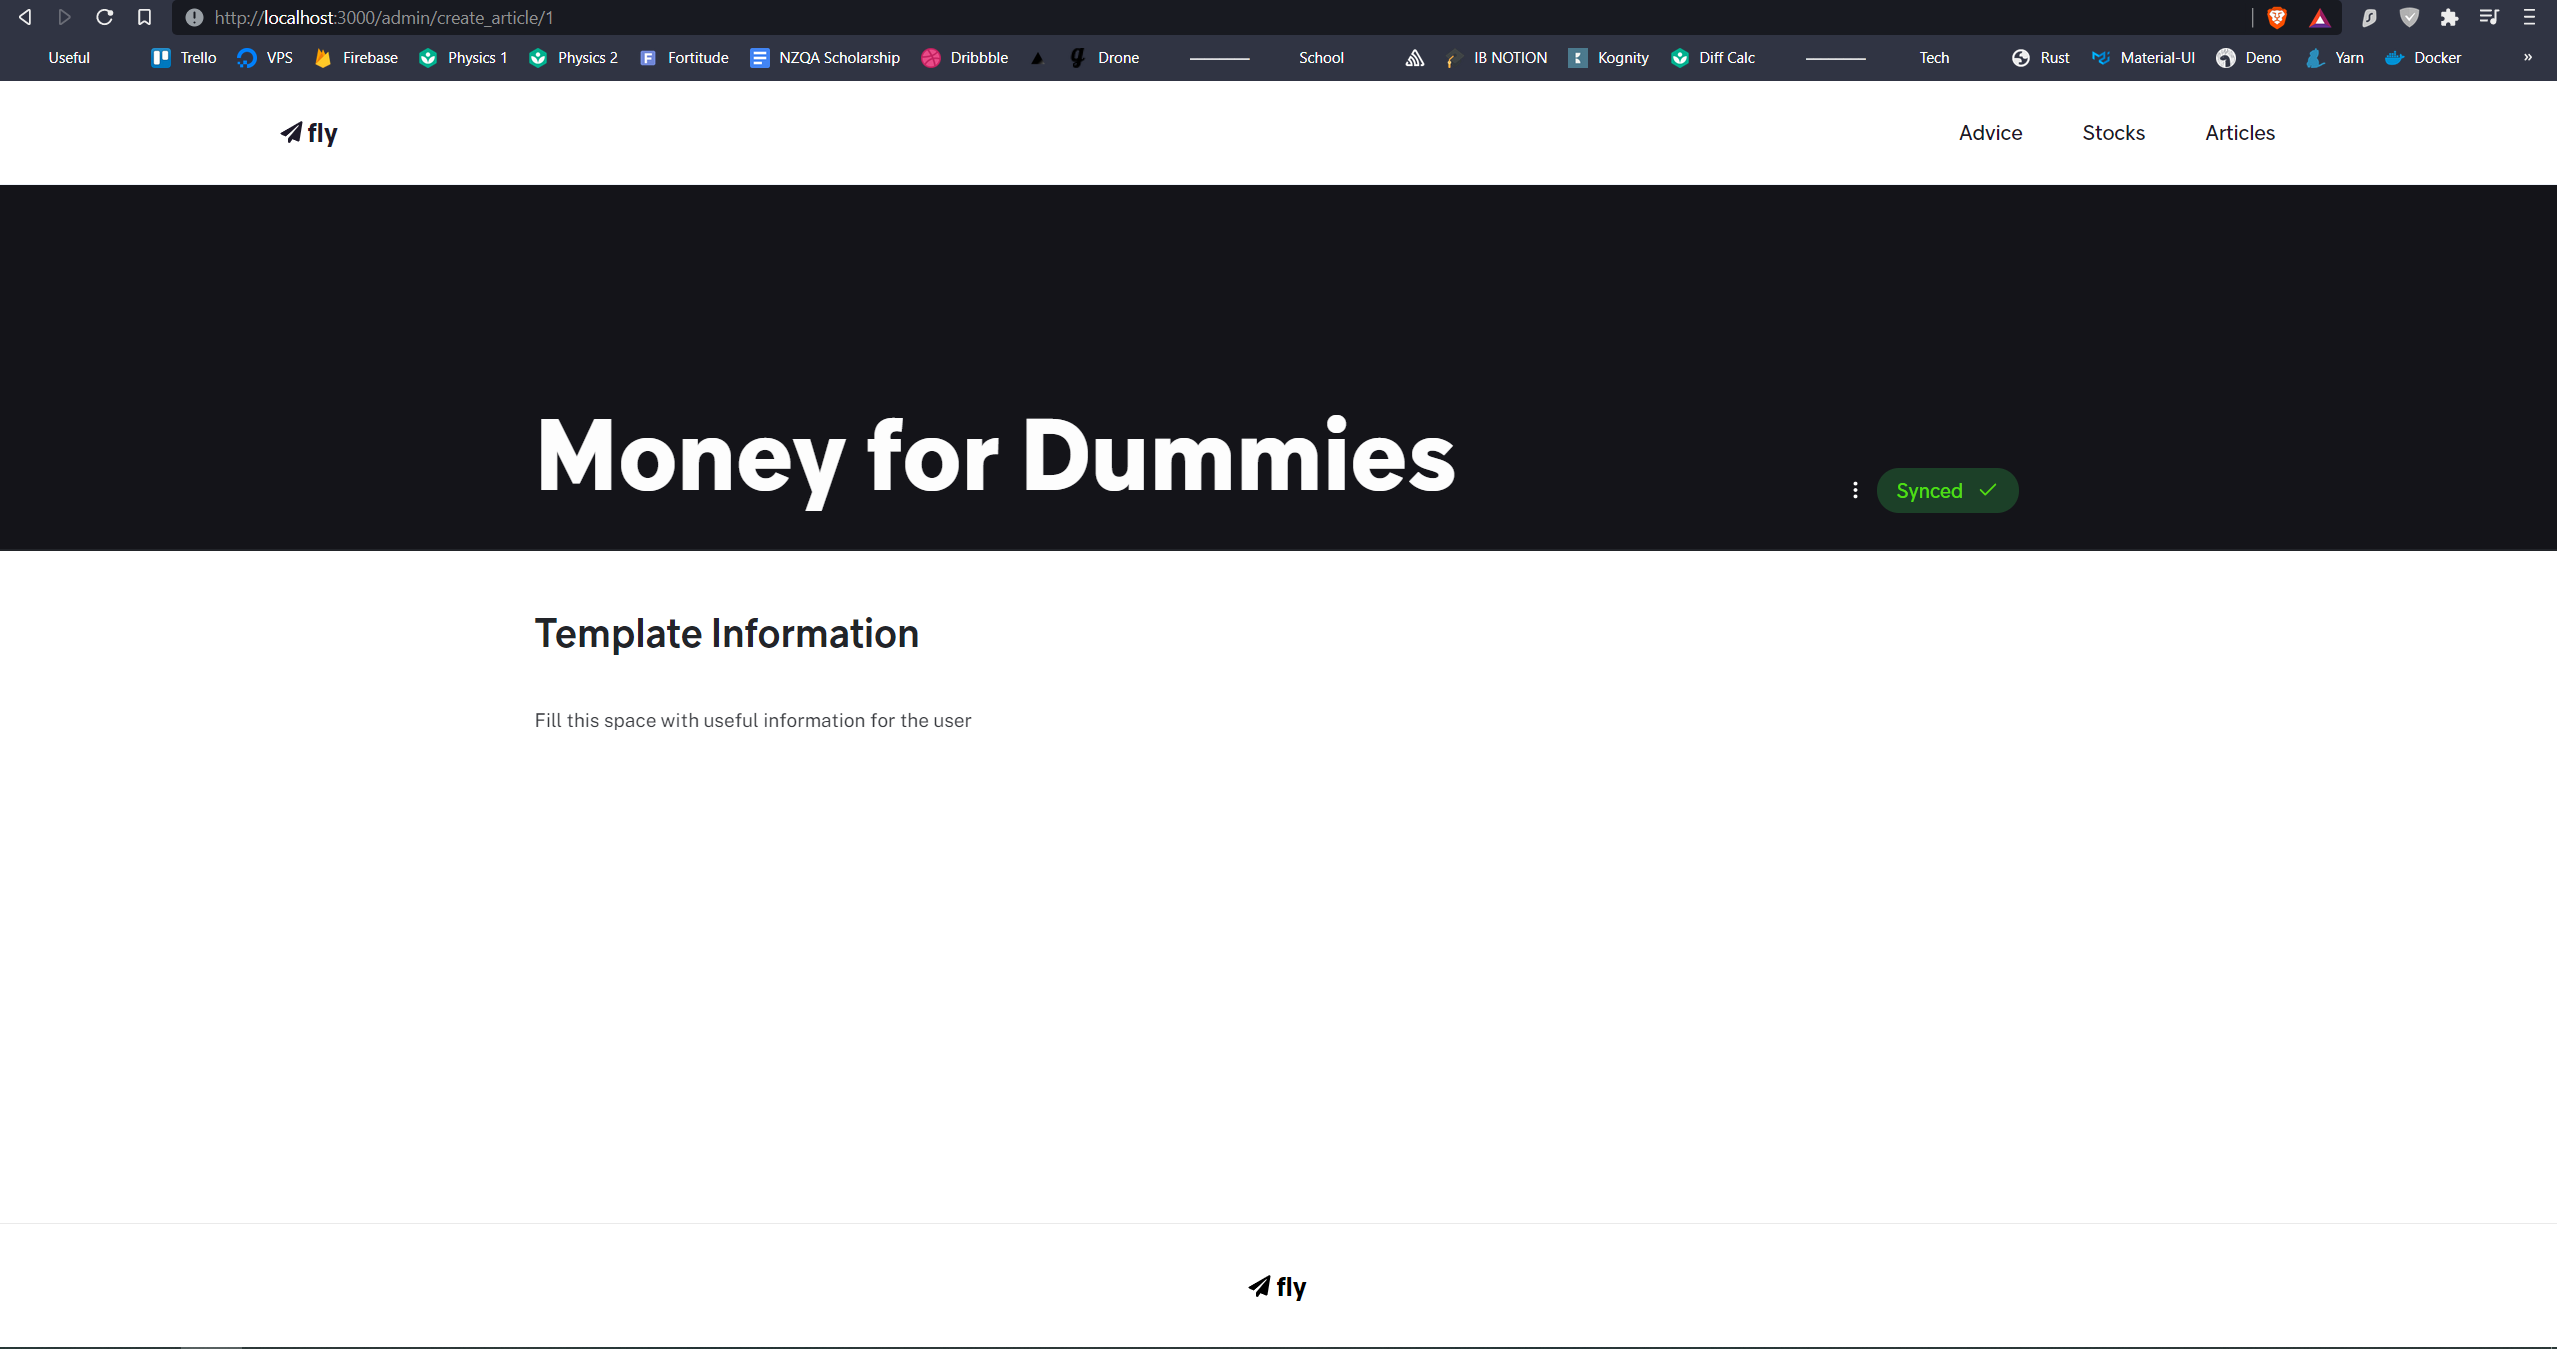 http://localhost:3000/admin/create_article/1
Useful Trello VPS Firebase Physics 1 Physics 2 Fortitude NZQA Scholarship Dribbble Drone School IB NOTION Kognity Diff Calc Tech Rust Material-UI Deno Yarn Docker »
fly Advice Stocks Articles
Money for Dummies
Synced
Template Information
Fill this space with useful information for the user
fly